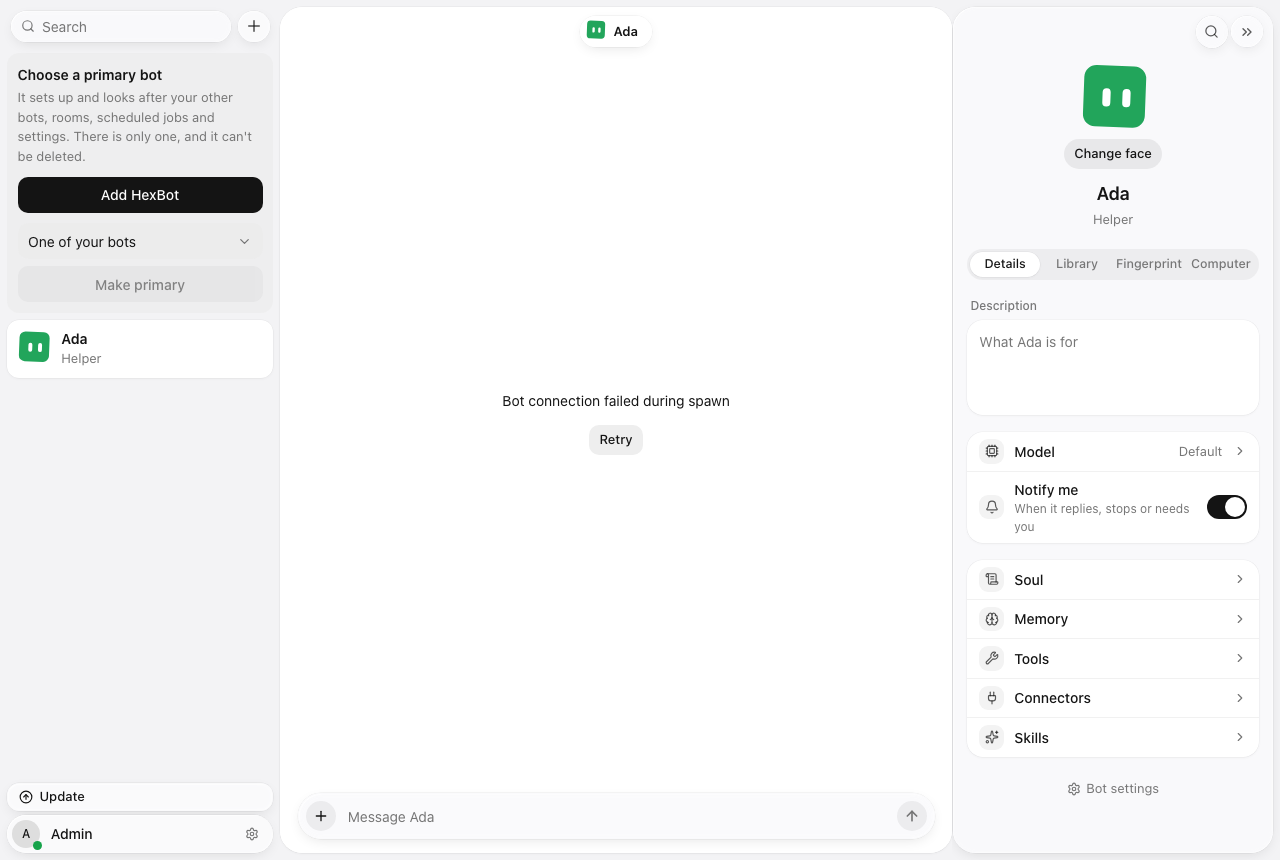 Search
Choose a primary bot
It sets up and looks after your other
bots, rooms, scheduled jobs and
settings. There is only one, and it can't
be deleted.
Add HexBot
One of your bots
Make primary
Ada
Helper
Update
A
Admin
Ada
Bot connection failed during spawn
Retry
Message Ada
Change face
Ada
Helper
Details Library Fingerprint Computer
Description
What Ada is for
Model Default
Notify me
When it replies, stops or needs
you
Soul
Memory
Tools
Connectors
Skills
Bot settings